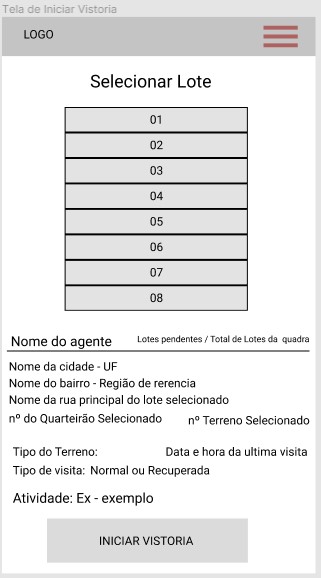 Tela de Iniciar Vistoria
LOGO
Selecionar Lote
01
02
03
04
05
06
07
08
Nome do agente Lotes pendentes / Total de Lotes da quadra
Nome da cidade - UF
Nome do bairro - Região de rerencia
Nome da rua principal do lote selecionado
nº do Quarteirão Selecionado nº Terreno Selecionado
Tipo do Terreno: Data e hora da ultima visita
Tipo de visita: Normal ou Recuperada
Atividade: Ex - exemplo
INICIAR VISTORIA